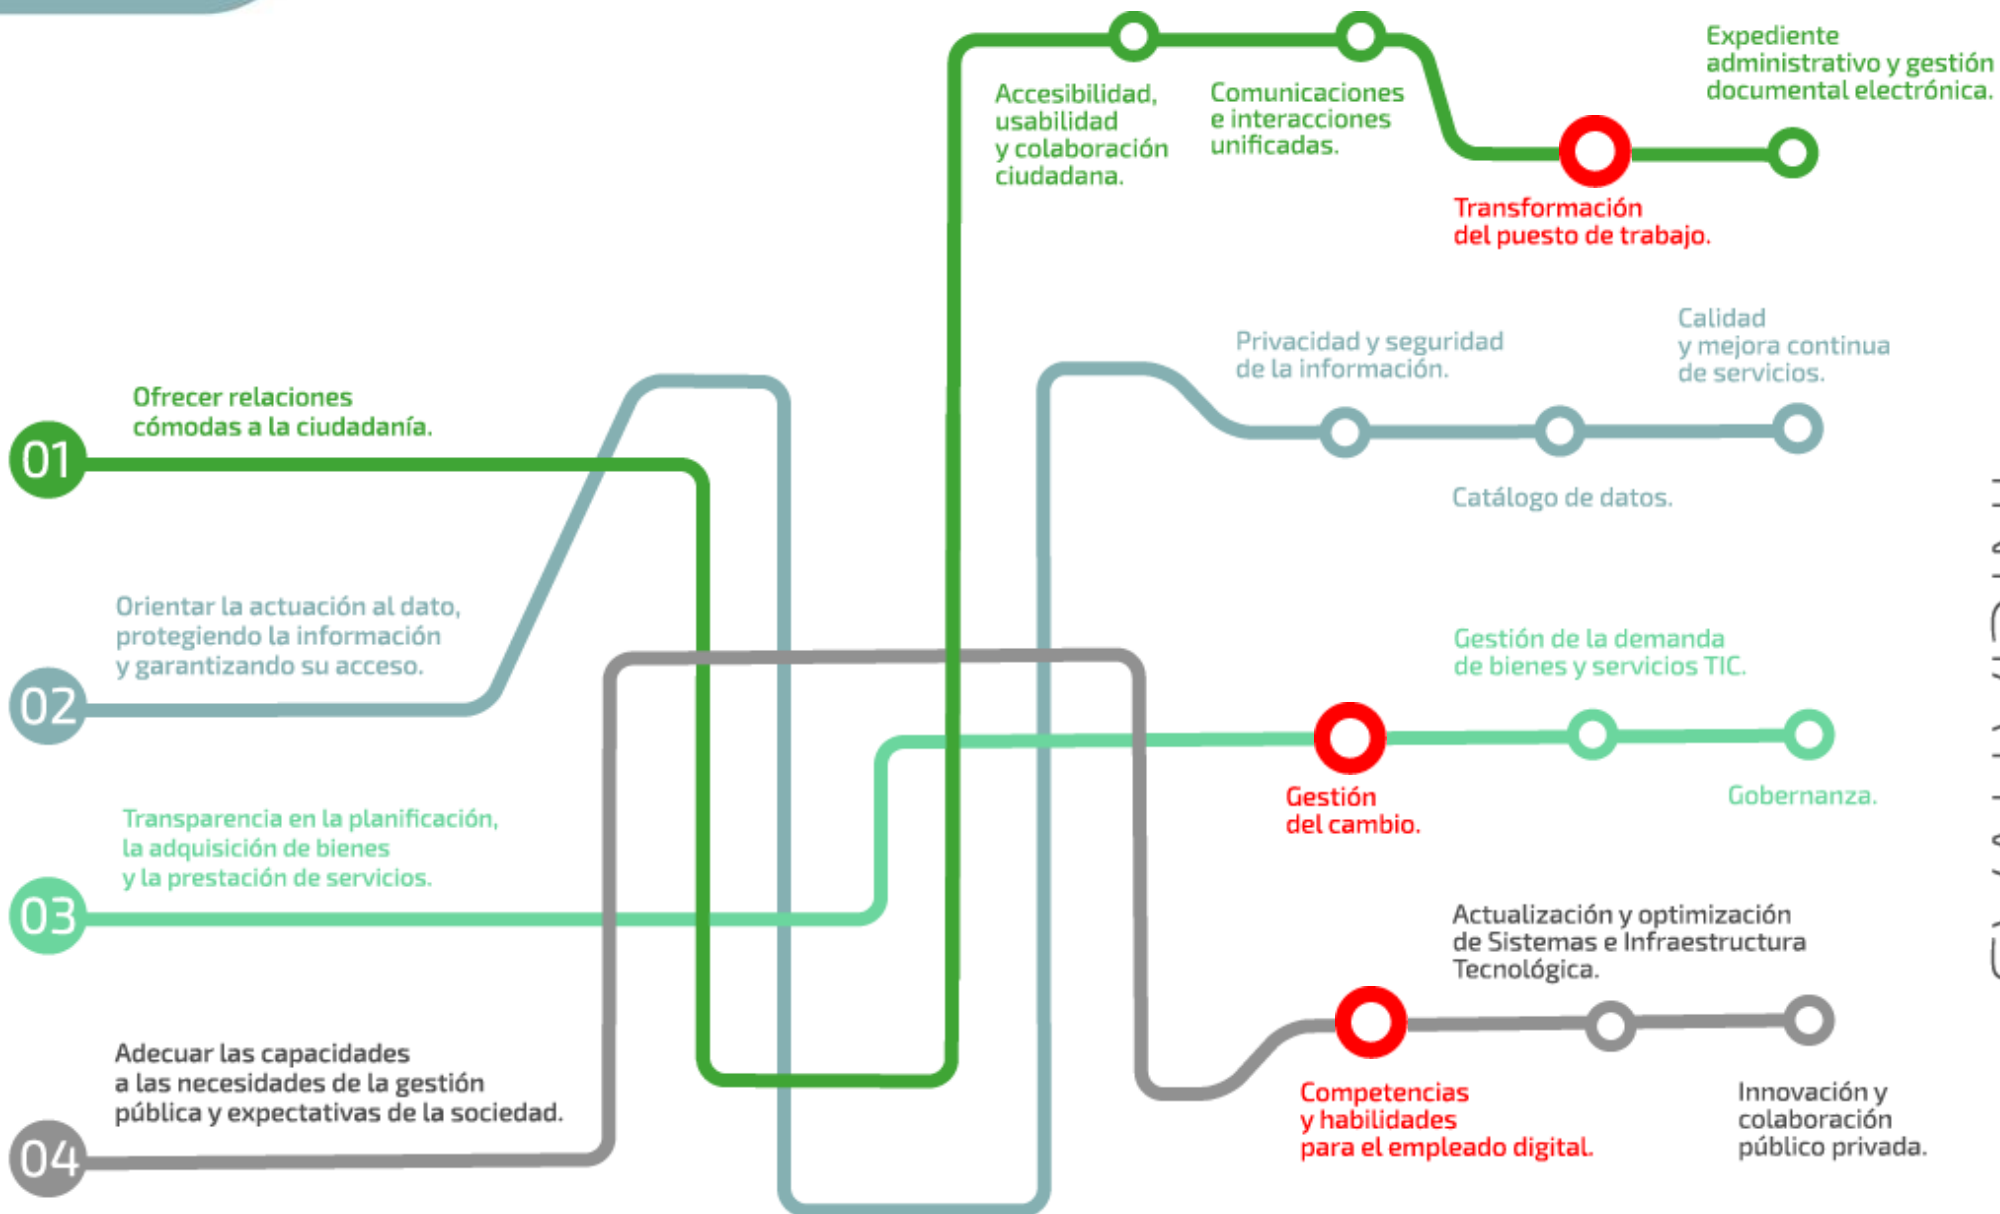 Accesibilidad,
usabilidad
y colaboración
ciudadana.
Comunicaciones
e interacciones
unificadas.
Expediente
administrativo y gestión
documental electrónica.
Transformación
del puesto de trabajo.
01
Ofrecer relaciones
cómodas a la ciudadanía.
Privacidad y seguridad
de la información.
Calidad
y mejora continua
de servicios.
Catálogo de datos.
02
Orientar la actuación al dato,
protegiendo la información
y garantizando su acceso.
Gestión de la demanda
de bienes y servicios TIC.
Gestión
del cambio.
Gobernanza.
03
Transparencia en la planificación,
la adquisición de bienes
y la prestación de servicios.
Actualización y optimización
de Sistemas e Infraestructura
Tecnológica.
04
Adecuar las capacidades
a las necesidades de la gestión
pública y expectativas de la sociedad.
Competencias
y habilidades
para el empleado digital.
Innovación y
colaboración
público privada.